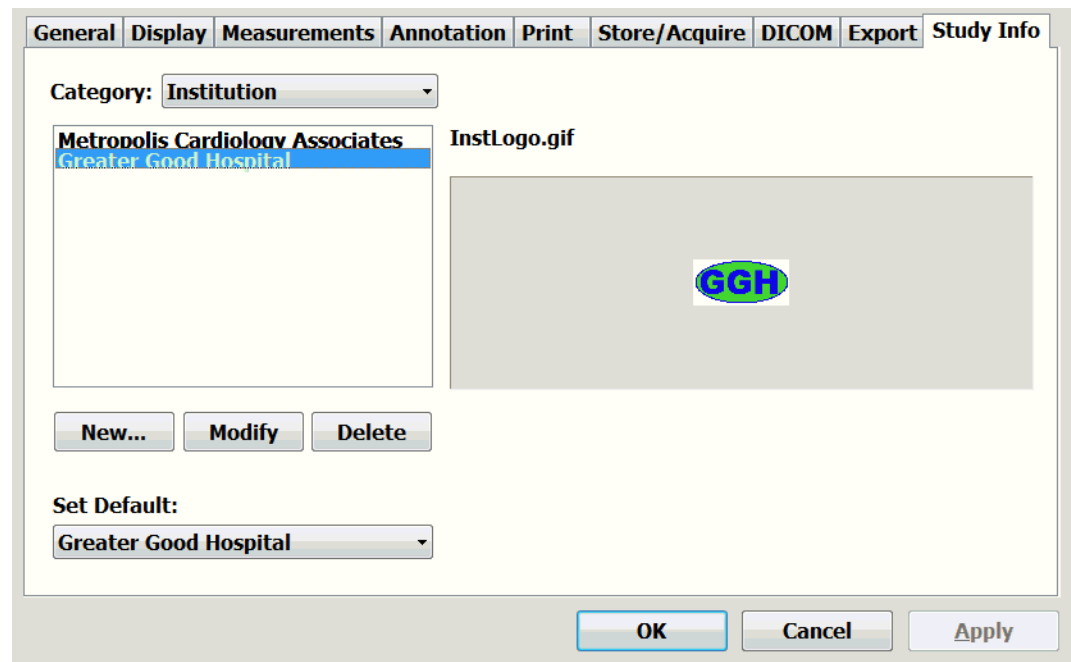 General Display Measurements Annotation Print Store/Acquire DICOM Export Study Info
Category: Institution
Metropolis Cardiology Associates
InstLogo.gif
Greater Good Hospital
GGH
New... Modify Delete
Set Default:
Greater Good Hospital
OK Cancel Apply